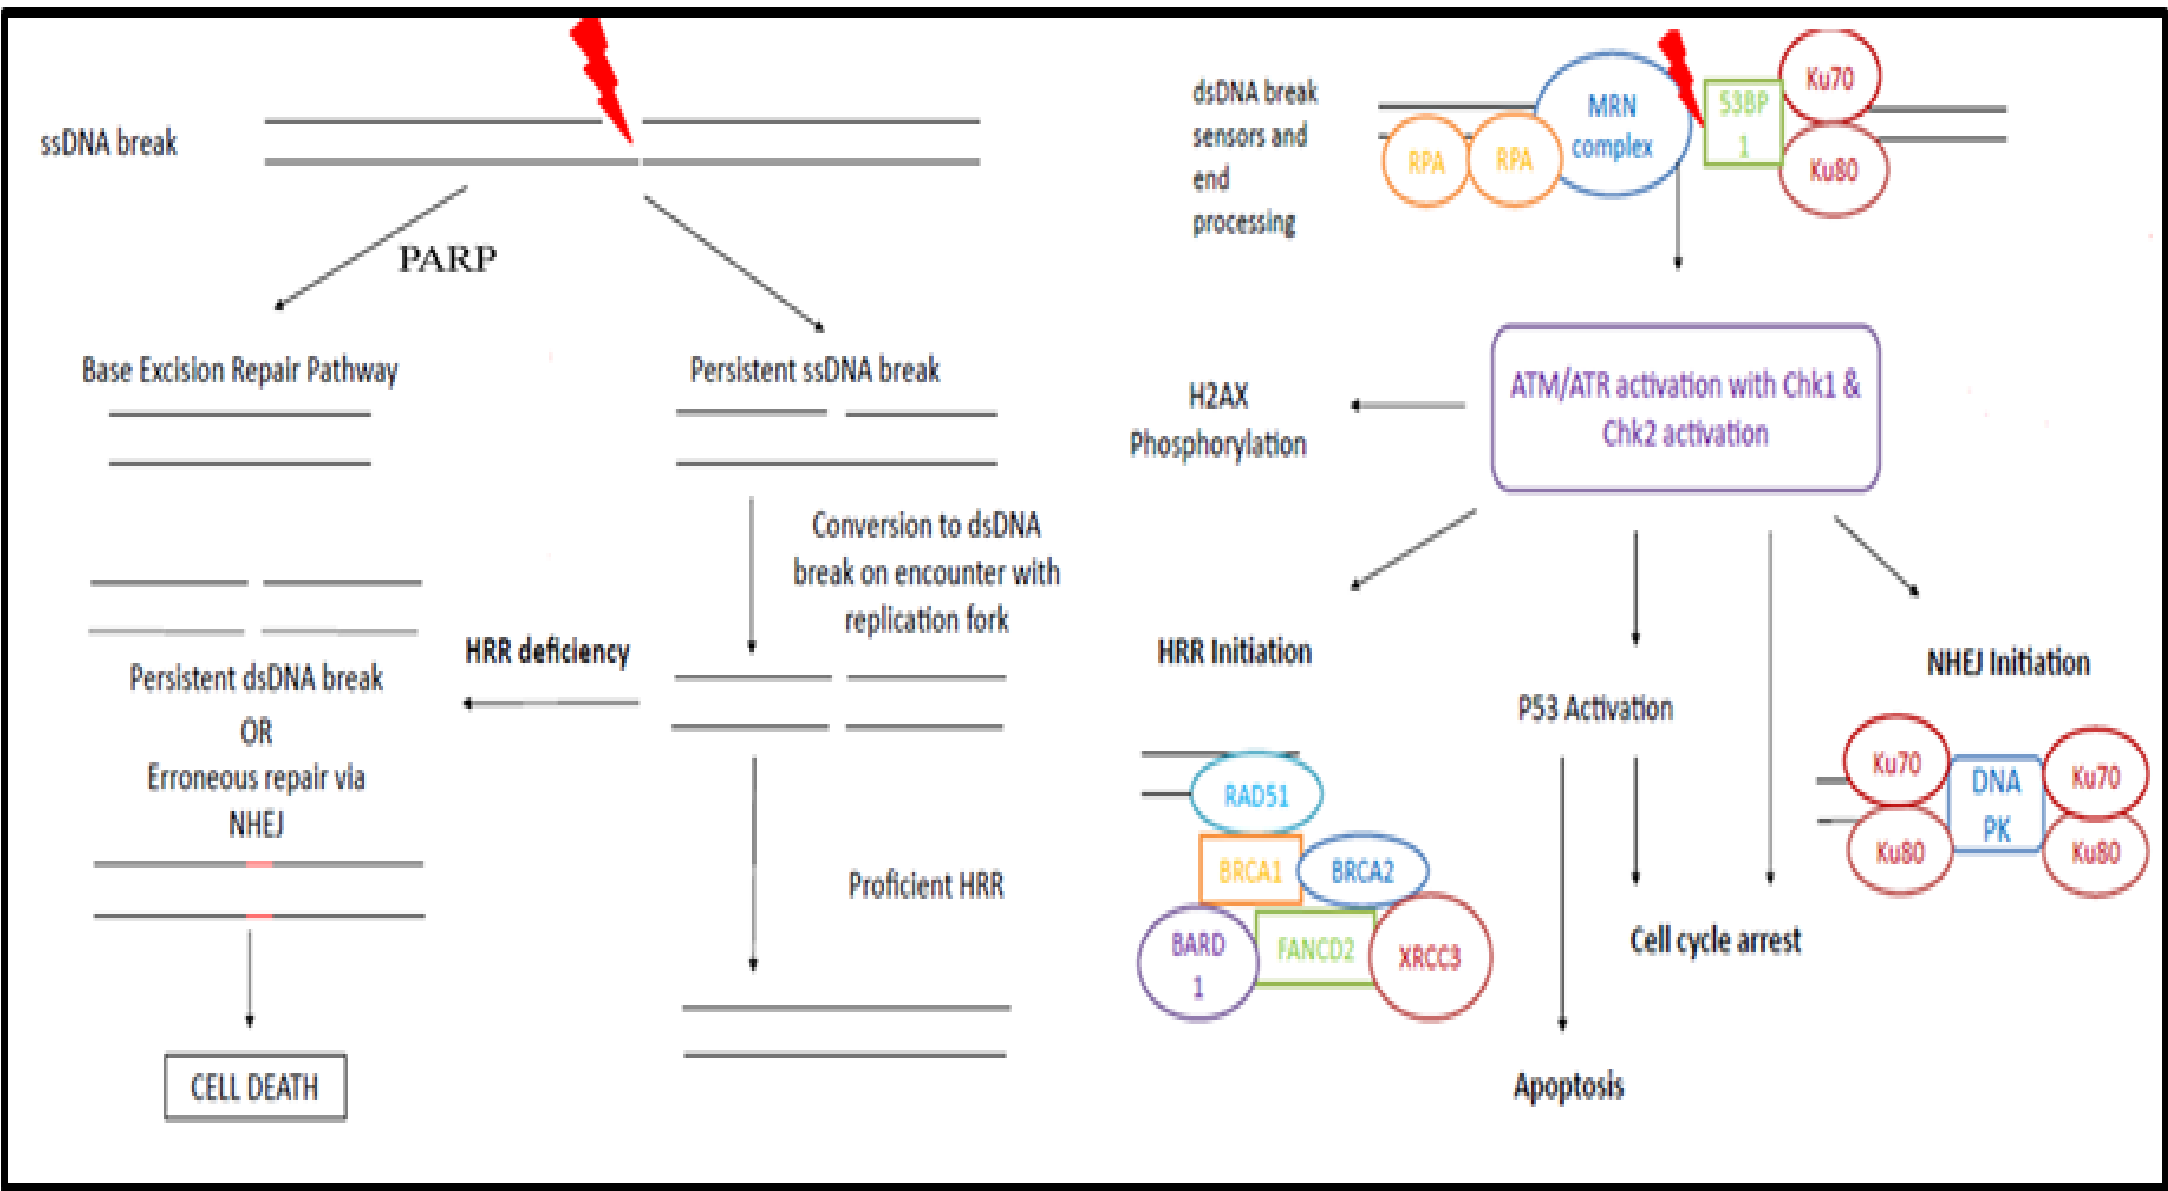 ssDNA break
PARP
Base Excision Repair Pathway
Persistent ssDNA break
Conversion to dsDNA
break on encounter with
replication fork
HRR deficiency
Persistent dsDNA break
OR
Erroneous repair via
NHEJ
Proficient HRR
CELL DEATH
dsDNA break
sensors and
end
processing
RPA
RPA
MRN
complex
53BP
1
Ku70
Ku80
ATM/ATR activation with Chk1 &
Chk2 activation
H2AX
Phosphorylation
HRR Initiation
P53 Activation
NHEJ Initiation
RAD51
BRCA1
BRCA2
BARD
1
FANCD2
XRCC3
Ku70
Ku80
DNA
PK
Ku70
Ku80
Cell cycle arrest
Apoptosis